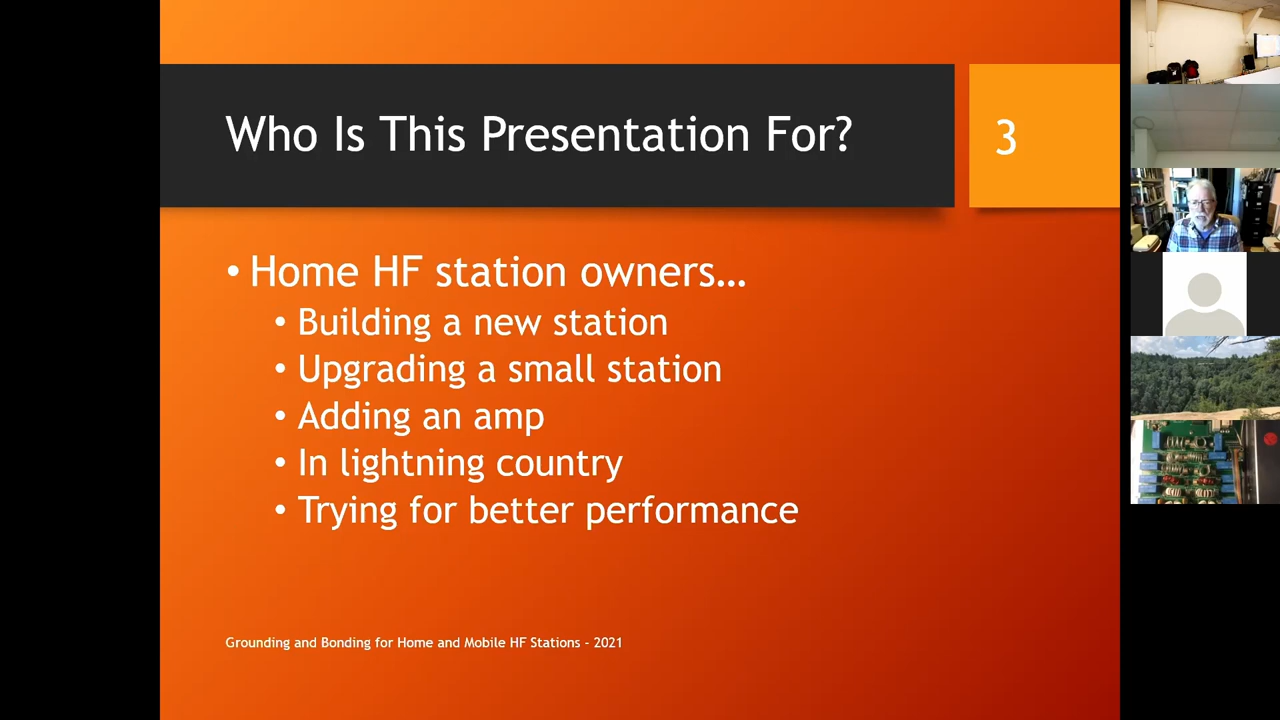 Who Is This Presentation For?
3
• Home HF station owners…
• Building a new station
• Upgrading a small station
• Adding an amp
• In lightning country
• Trying for better performance
Grounding and Bonding for Home and Mobile HF Stations - 2021